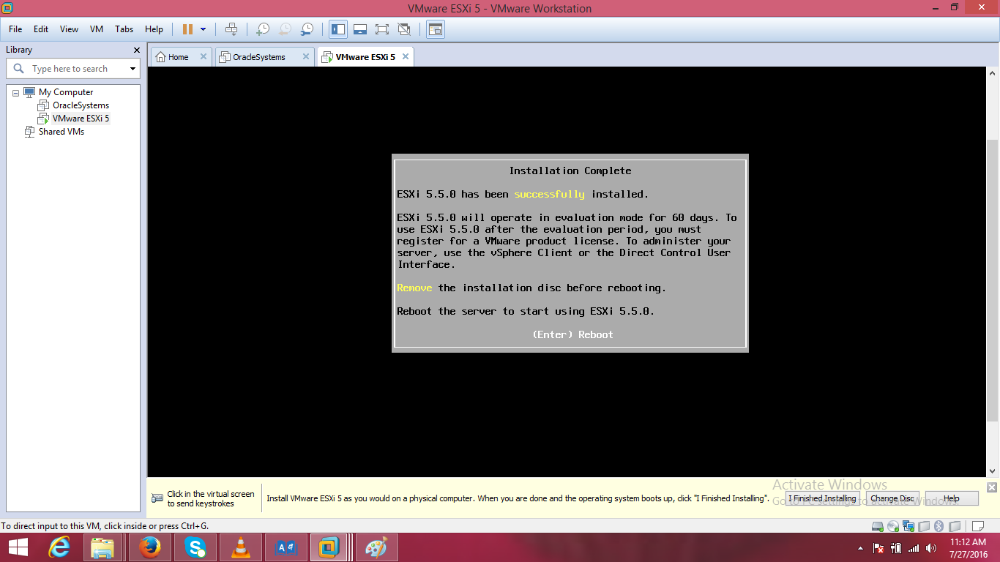 VMware ESXi 5 - VMware Workstation
File Edit View VM Tabs Help
Library
Type here to search
My Computer
OracleSystems
VMware ESXi 5
Shared VMs
Home
OracleSystems
VMware ESXi 5
Installation Complete
ESXi 5.5.0 has been successfully installed.
ESXi 5.5.0 will operate in evaluation mode for 60 days. To
use ESXi 5.5.0 after the evaluation period, you must
register for a VMware product license. To administer your
server, use the vSphere Client or the Direct Control User
Interface.
Remove the installation disc before rebooting.
Reboot the server to start using ESXi 5.5.0.
(Enter) Reboot
Click in the virtual screen
to send keystrokes
Install VMware ESXi 5 as you would on a physical computer. When you are done and the operating system boots up, click "I Finished Installing".
I Finished Installing
Change Disc
Help
Activate Windows
Go to PC settings to activate Windows.
To direct input to this VM, click inside or press Ctrl+G.
11:12 AM
7/27/2016